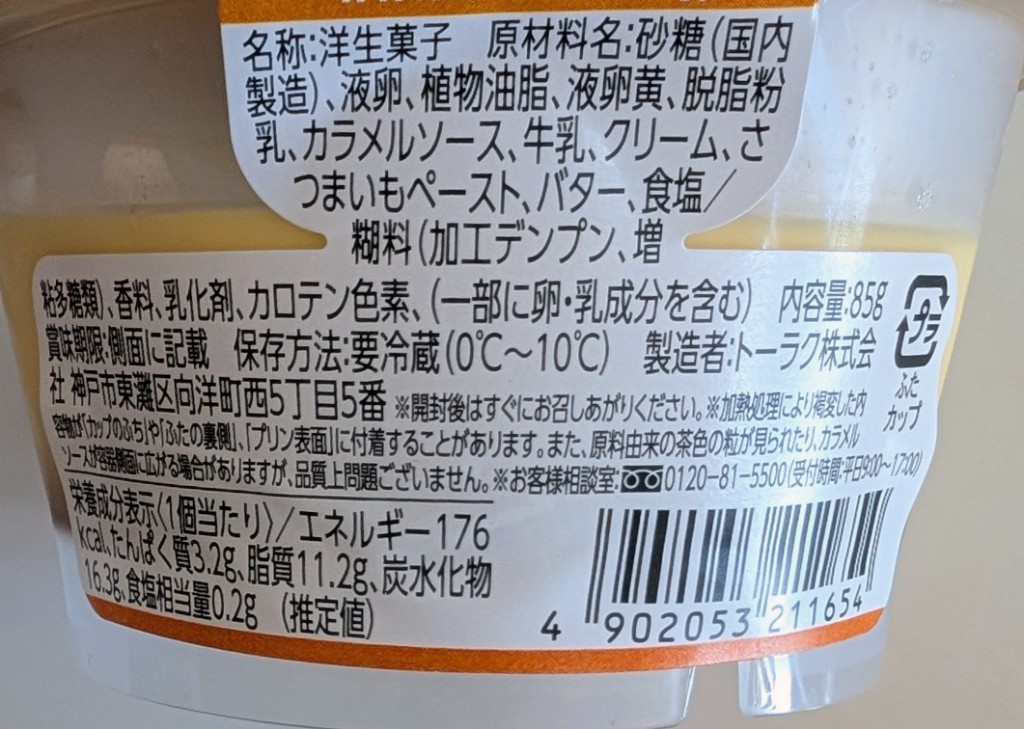 名称:洋生菓子 原材料名:砂糖(国内
製造)、液卵、植物油脂、液卵黄、脱脂粉
乳、カラメルソース、牛乳、クリーム、さ
つまいもペースト、バター、食塩/
糊料(加工デンプン、増
粘多糖類)、香料、乳化剤、カロテン色素、(一部に卵・乳成分を含む) 内容量:85g
賞味期限:側面に記載 保存方法:要冷蔵(0℃~10℃) 製造者:トーラク株式会
社 神戸市東灘区向洋町西5丁目5番 ※開封後はすぐにお召しあがりください。※加熱処理により褐変した内
容物が「カップのふち」や「ふたの裏側」、「プリン表面」に付着することがあります。また、原料由来の茶色の粒が見られたり、カラメル
ソースが容器側面に広がる場合がありますが、品質上問題ございません。※お客様相談室:0120-81-5500(受付時間:平日9:00~17:00)
プラ
ふた
カップ
栄養成分表示〈1個当たり〉/エネルギー176
kcal、たんぱく質3.2g、脂質11.2g、炭水化物
16.3g、食塩相当量0.2g (推定値)
4 902053 211654